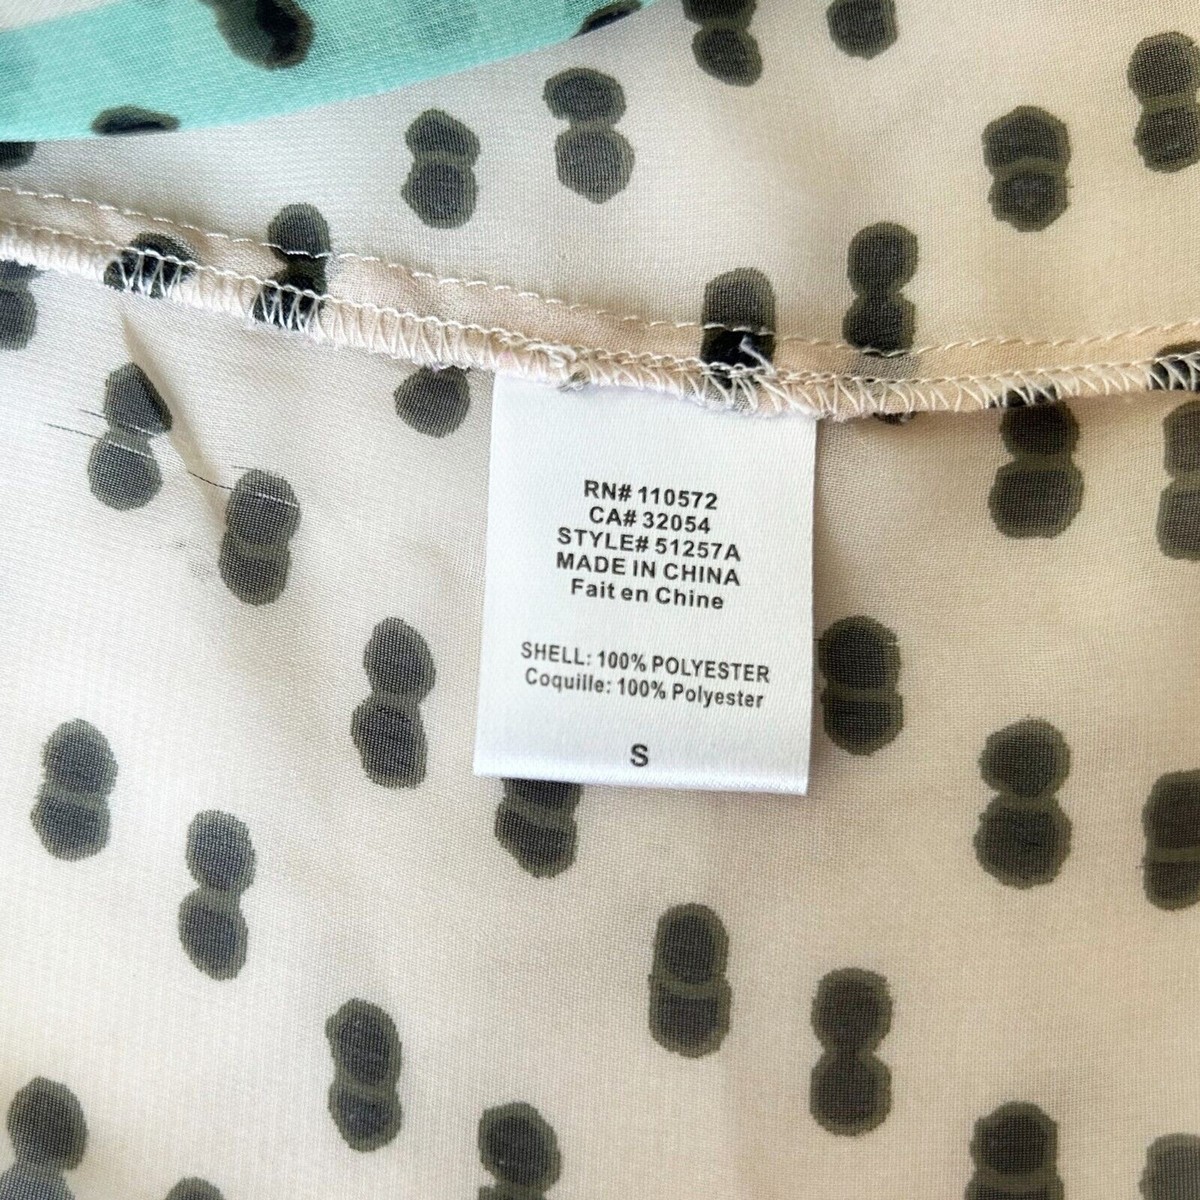 RN# 110572
CA# 32054
STYLE# 51257A
MADE IN CHINA
Fait en Chine
SHELL: 100% POLYESTER
Coquille: 100% Polyester
S